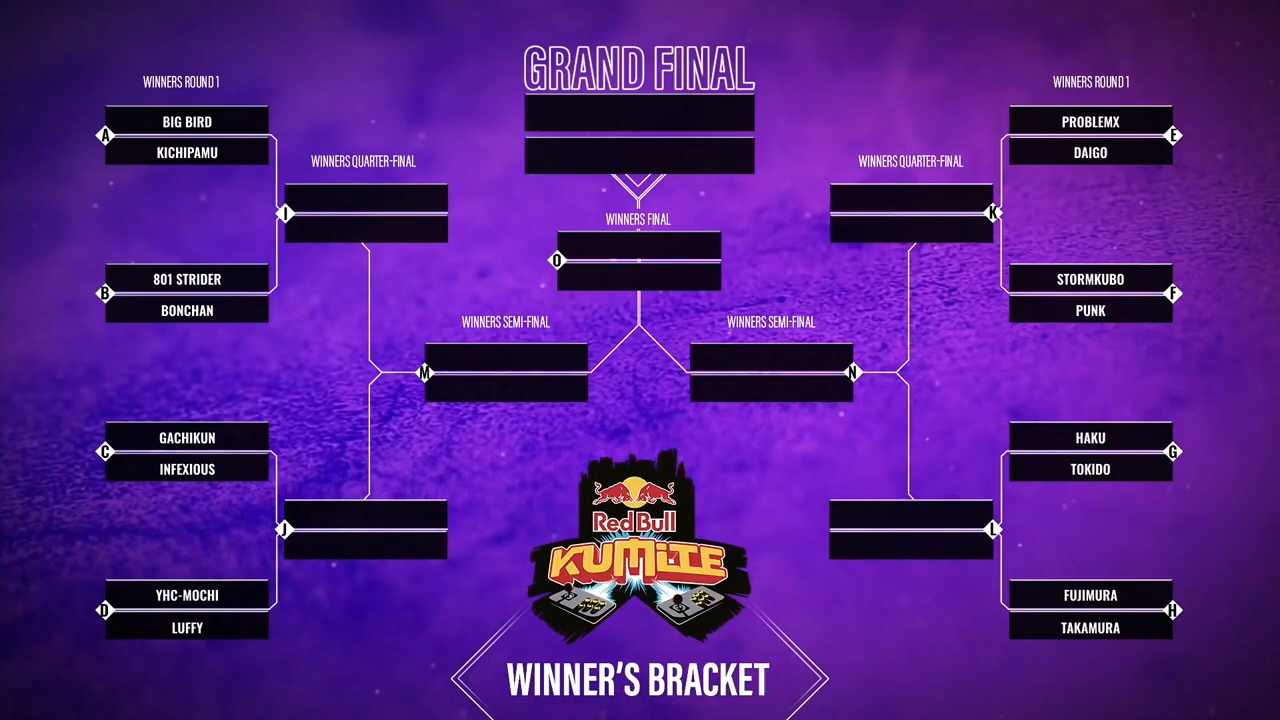 GRAND FINAL
WINNERS ROUND 1
WINNERS ROUND 1
A
BIG BIRD
KICHIPAMU
PROBLEMX
DAIGO
E
WINNERS QUARTER-FINAL
WINNERS QUARTER-FINAL
I
K
WINNERS FINAL
O
B
801 STRIDER
BONCHAN
STORMKUBO
PUNK
F
WINNERS SEMI-FINAL
WINNERS SEMI-FINAL
M
N
C
GACHIKUN
INFEXIOUS
HAKU
TOKIDO
G
J
L
Red Bull
KUMITE
D
YHC-MOCHI
LUFFY
FUJIMURA
TAKAMURA
H
WINNER'S BRACKET